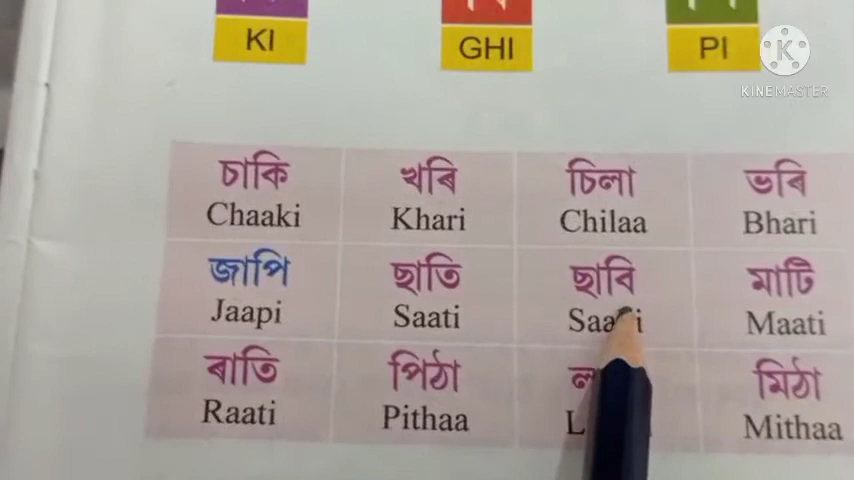 KI GHI PI
K
KINEMASTER
চাকি খৰি চিলা ভৰি
Chaaki Khari Chilaa Bhari
জাপি ছাতি ছাবি মাটি
Jaapi Saati Maati
ৰাতি পিঠা মিঠা
Raati Pithaa Mithaa